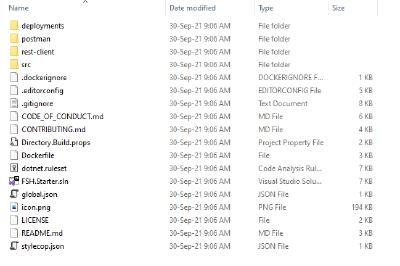 Name Date modified Type Size
deployments 30-Sep-21 9:06 AM File folder
postman 30-Sep-21 9:06 AM File folder
rest-client 30-Sep-21 9:06 AM File folder
src 30-Sep-21 9:06 AM File folder
.dockerignore 30-Sep-21 9:06 AM DOCKERIGNORE F... 1 KB
.editorconfig 30-Sep-21 9:06 AM EDITORCONFIG File 5 KB
.gitignore 30-Sep-21 9:06 AM Text Document 8 KB
CODE_OF_CONDUCT.md 30-Sep-21 9:06 AM MD File 6 KB
CONTRIBUTING.md 30-Sep-21 9:06 AM MD File 4 KB
Directory.Build.props 30-Sep-21 9:06 AM Project Property File 2 KB
Dockerfile 30-Sep-21 9:06 AM File 3 KB
dotnet.ruleset 30-Sep-21 9:06 AM Code Analysis Rul... 7 KB
FSH.Starter.sln 30-Sep-21 9:06 AM Visual Studio Solu... 7 KB
global.json 30-Sep-21 9:06 AM JSON File 1 KB
icon.png 30-Sep-21 9:06 AM PNG File 194 KB
LICENSE 30-Sep-21 9:06 AM File 2 KB
README.md 30-Sep-21 9:06 AM MD File 3 KB
stylecop.json 30-Sep-21 9:06 AM JSON File 1 KB